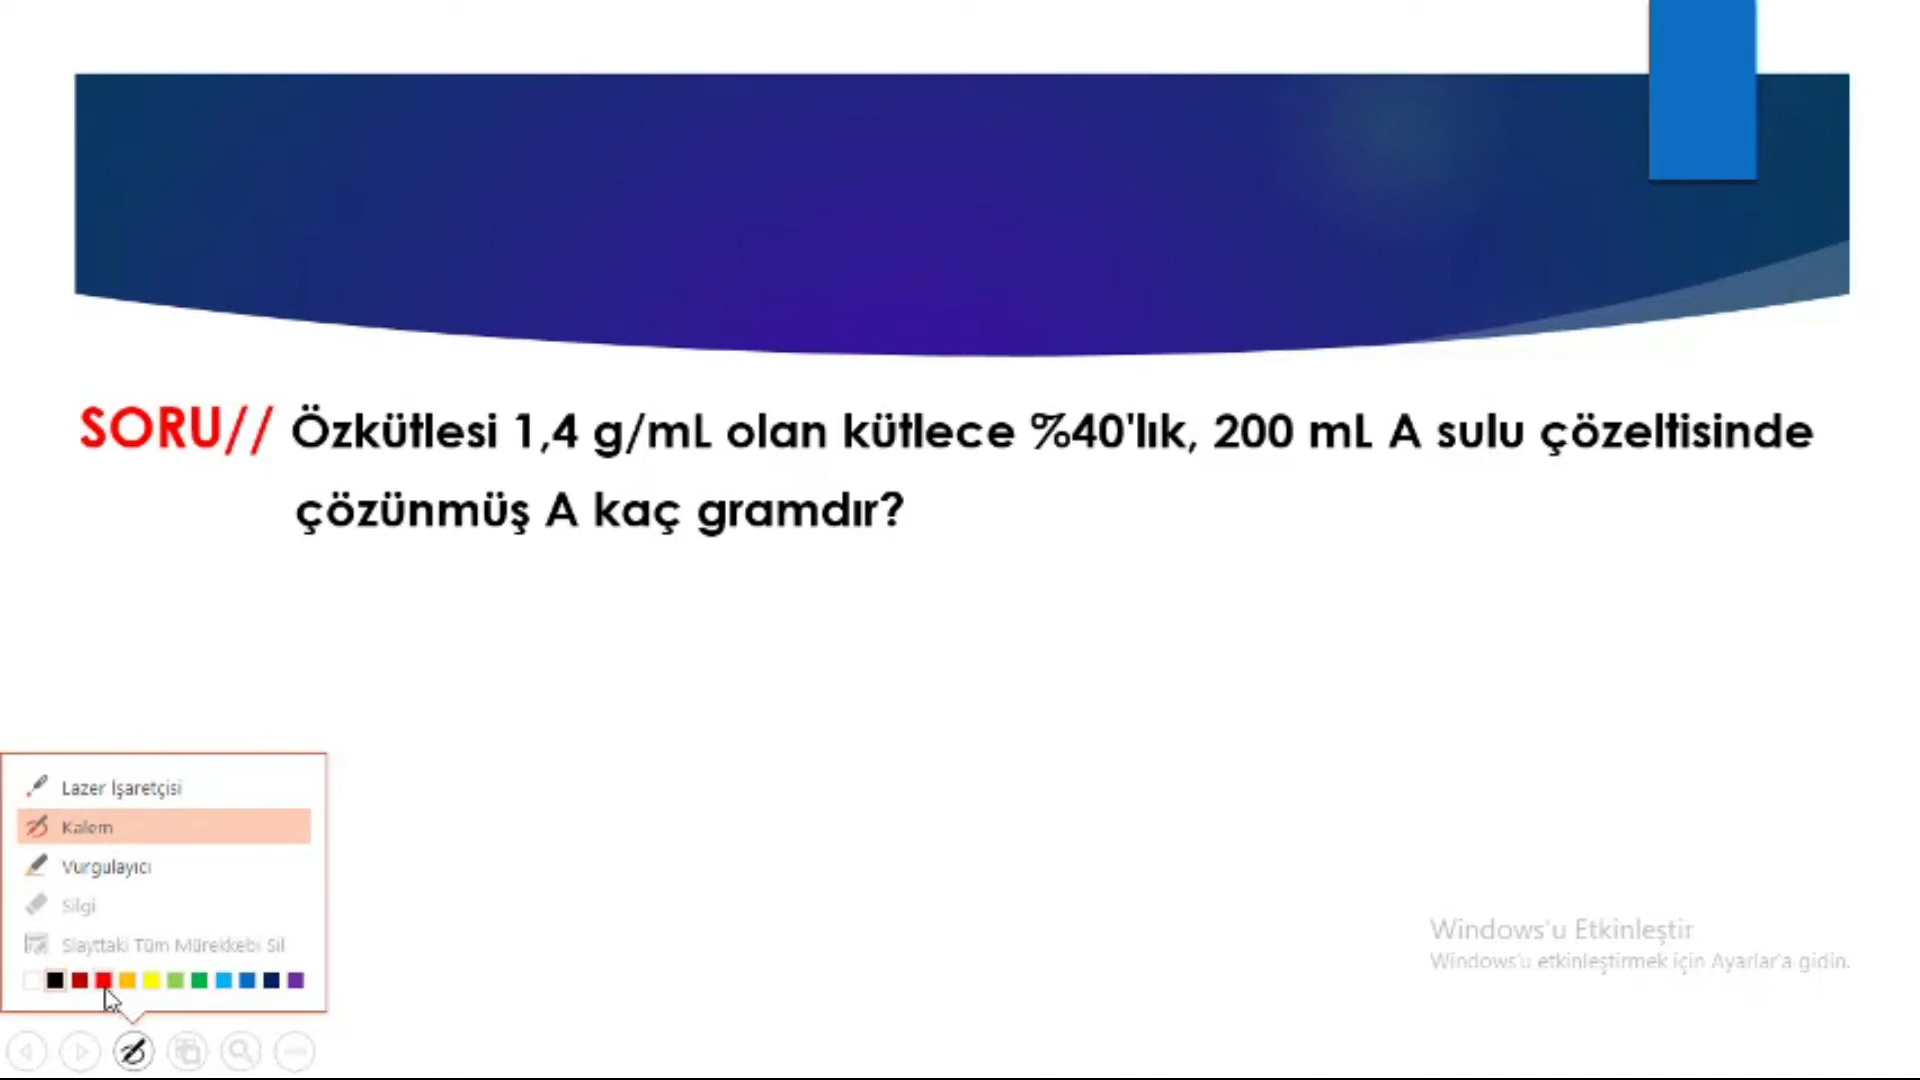 SORU// Özkütlesi 1,4 g/mL olan kütlece %40'lık, 200 mL A sulu çözeltisinde
çözünmüş A kaç gramdır?
Lazer İşaretçisi
Kalem
Vurgulayıcı
Silgi
Slayttaki Tüm Mürekkebi Sil
Windows'u Etkinleştir
Windows'u etkinleştirmek için Ayarlar'a gidin.